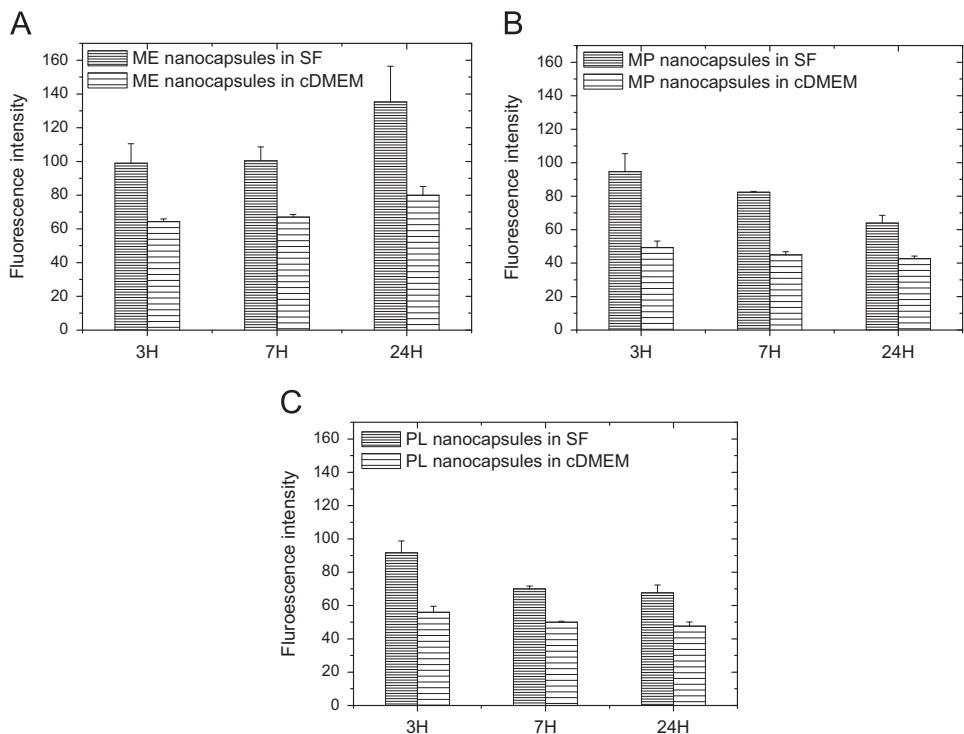 A
ME nanocapsules in SF
ME nanocapsules in cDMEM
Fluorescence intensity
160
140
120
100
80
60
40
20
0
3H 7H 24H
B
MP nanocapsules in SF
MP nanocapsules in cDMEM
Fluorescence intensity
160
140
120
100
80
60
40
20
0
3H 7H 24H
C
PL nanocapsules in SF
PL nanocapsules in cDMEM
Fluroescence intensity
160
140
120
100
80
60
40
20
0
3H 7H 24H